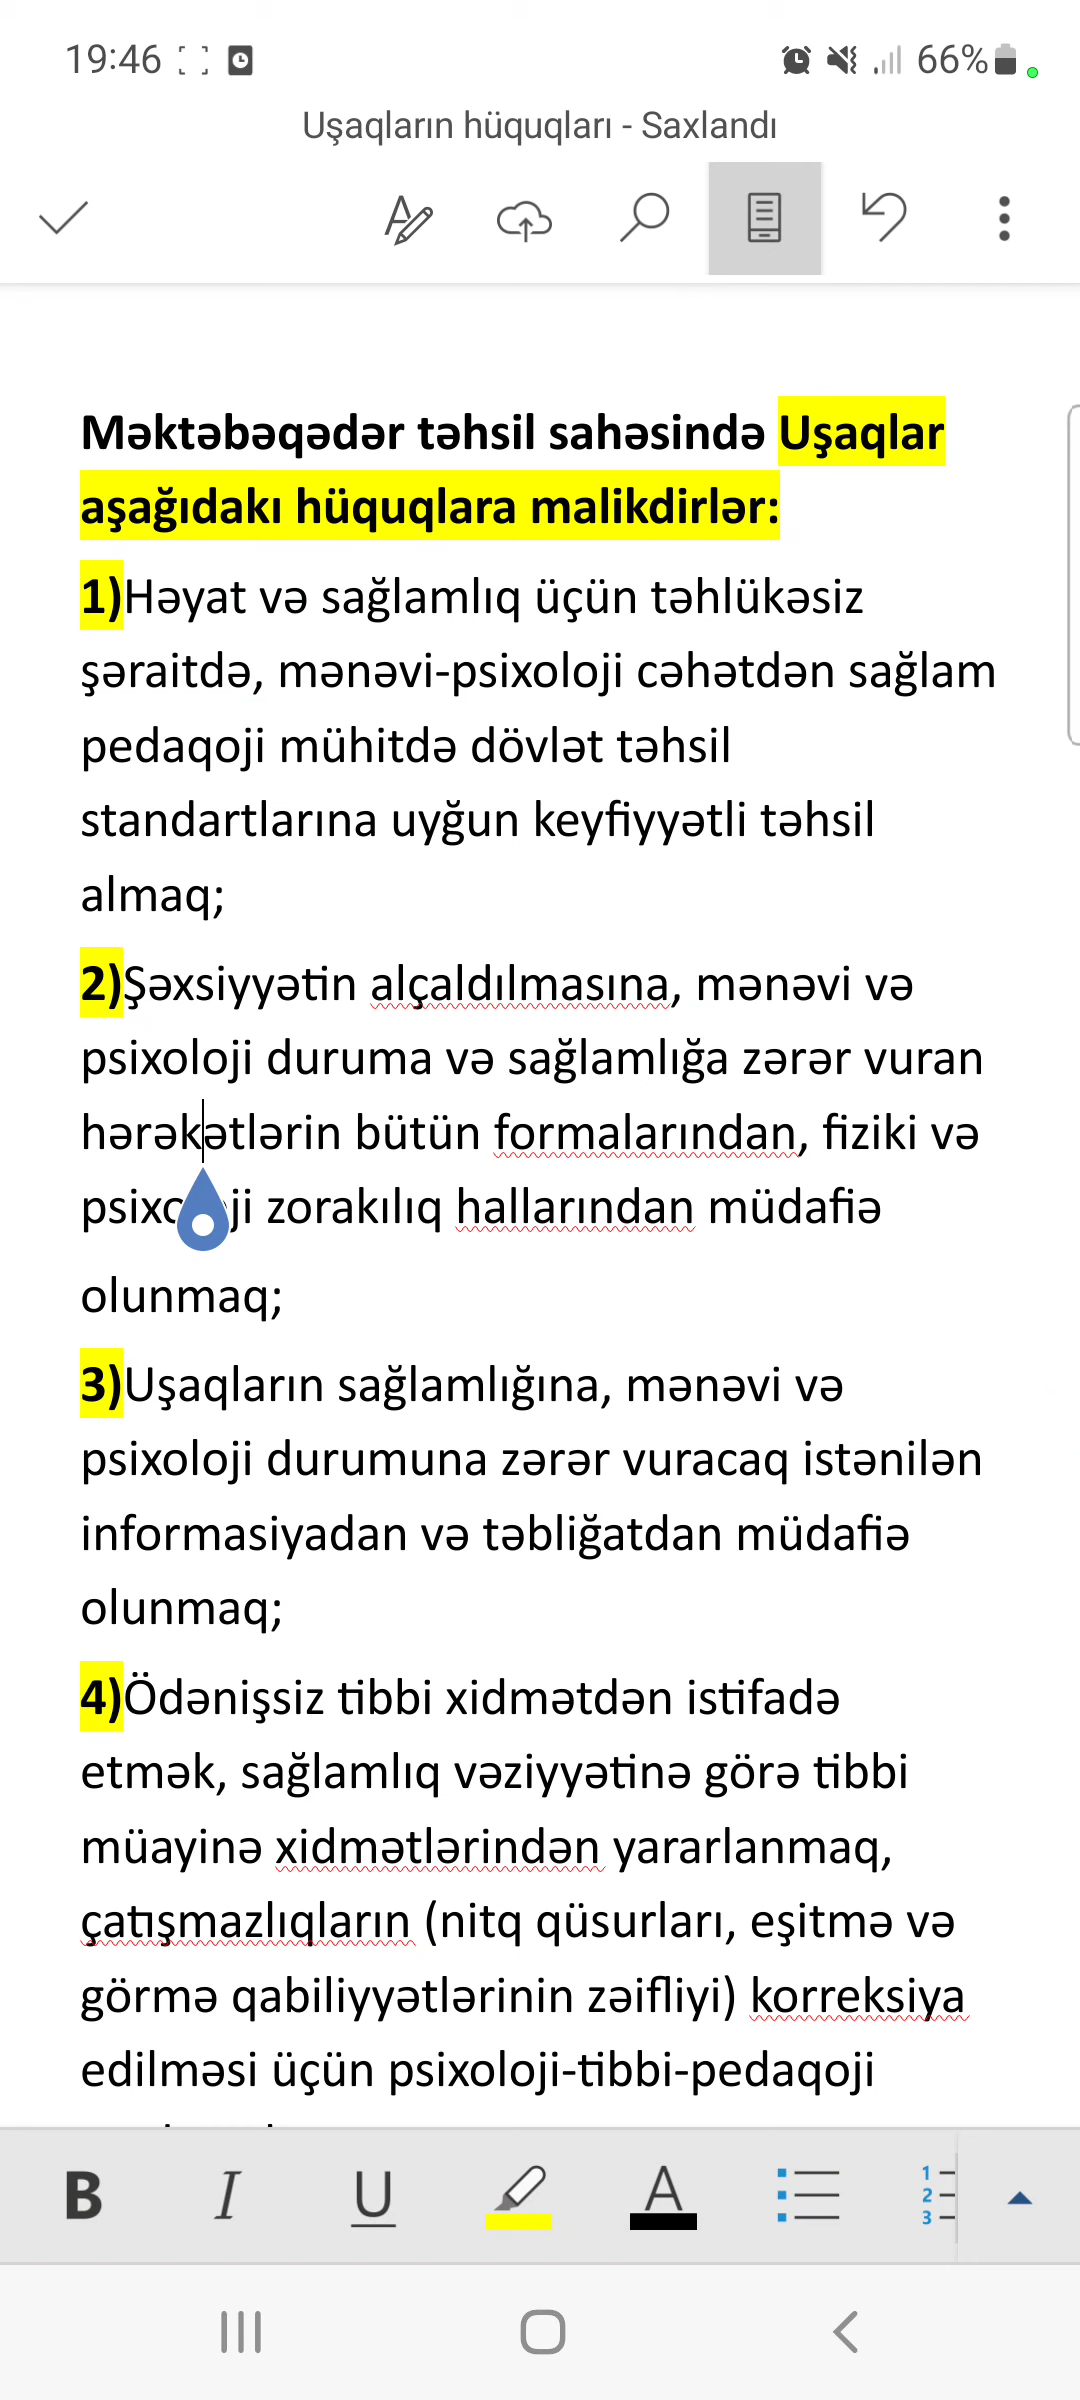 19:46
66%
Uşaqların hüquqları - Saxlandı
Məktəbəqədər təhsil sahəsində Uşaqlar
aşağıdakı hüquqlara malikdirlər:
1)Həyat və sağlamlıq üçün təhlükəsiz
şəraitdə, mənəvi-psixoloji cəhətdən sağlam
pedaqoji mühitdə dövlət təhsil
standartlarına uyğun keyfiyyətli təhsil
almaq;
2)Şəxsiyyətin alçaldılmasına, mənəvi və
psixoloji duruma və sağlamlığa zərər vuran
hərəkətlərin bütün formalarından, fiziki və
zorakılıq hallarından müdafiə
olunmaq;
3)Uşaqların sağlamlığına, mənəvi və
psixoloji durumuna zərər vuracaq istənilən
informasiyadan və təbliğatdan müdafiə
olunmaq;
4)Ödənişsiz tibbi xidmətdən istifadə
etmək, sağlamlıq vəziyyətinə görə tibbi
müayinə xidmətlərindən yararlanmaq,
çatışmazlıqların (nitq qüsurları, eşitmə və
görmə qabiliyyətlərinin zəifliyi) korreksiya
edilməsi üçün psixoloji-tibbi-pedaqoji
B I U A 1 2 3